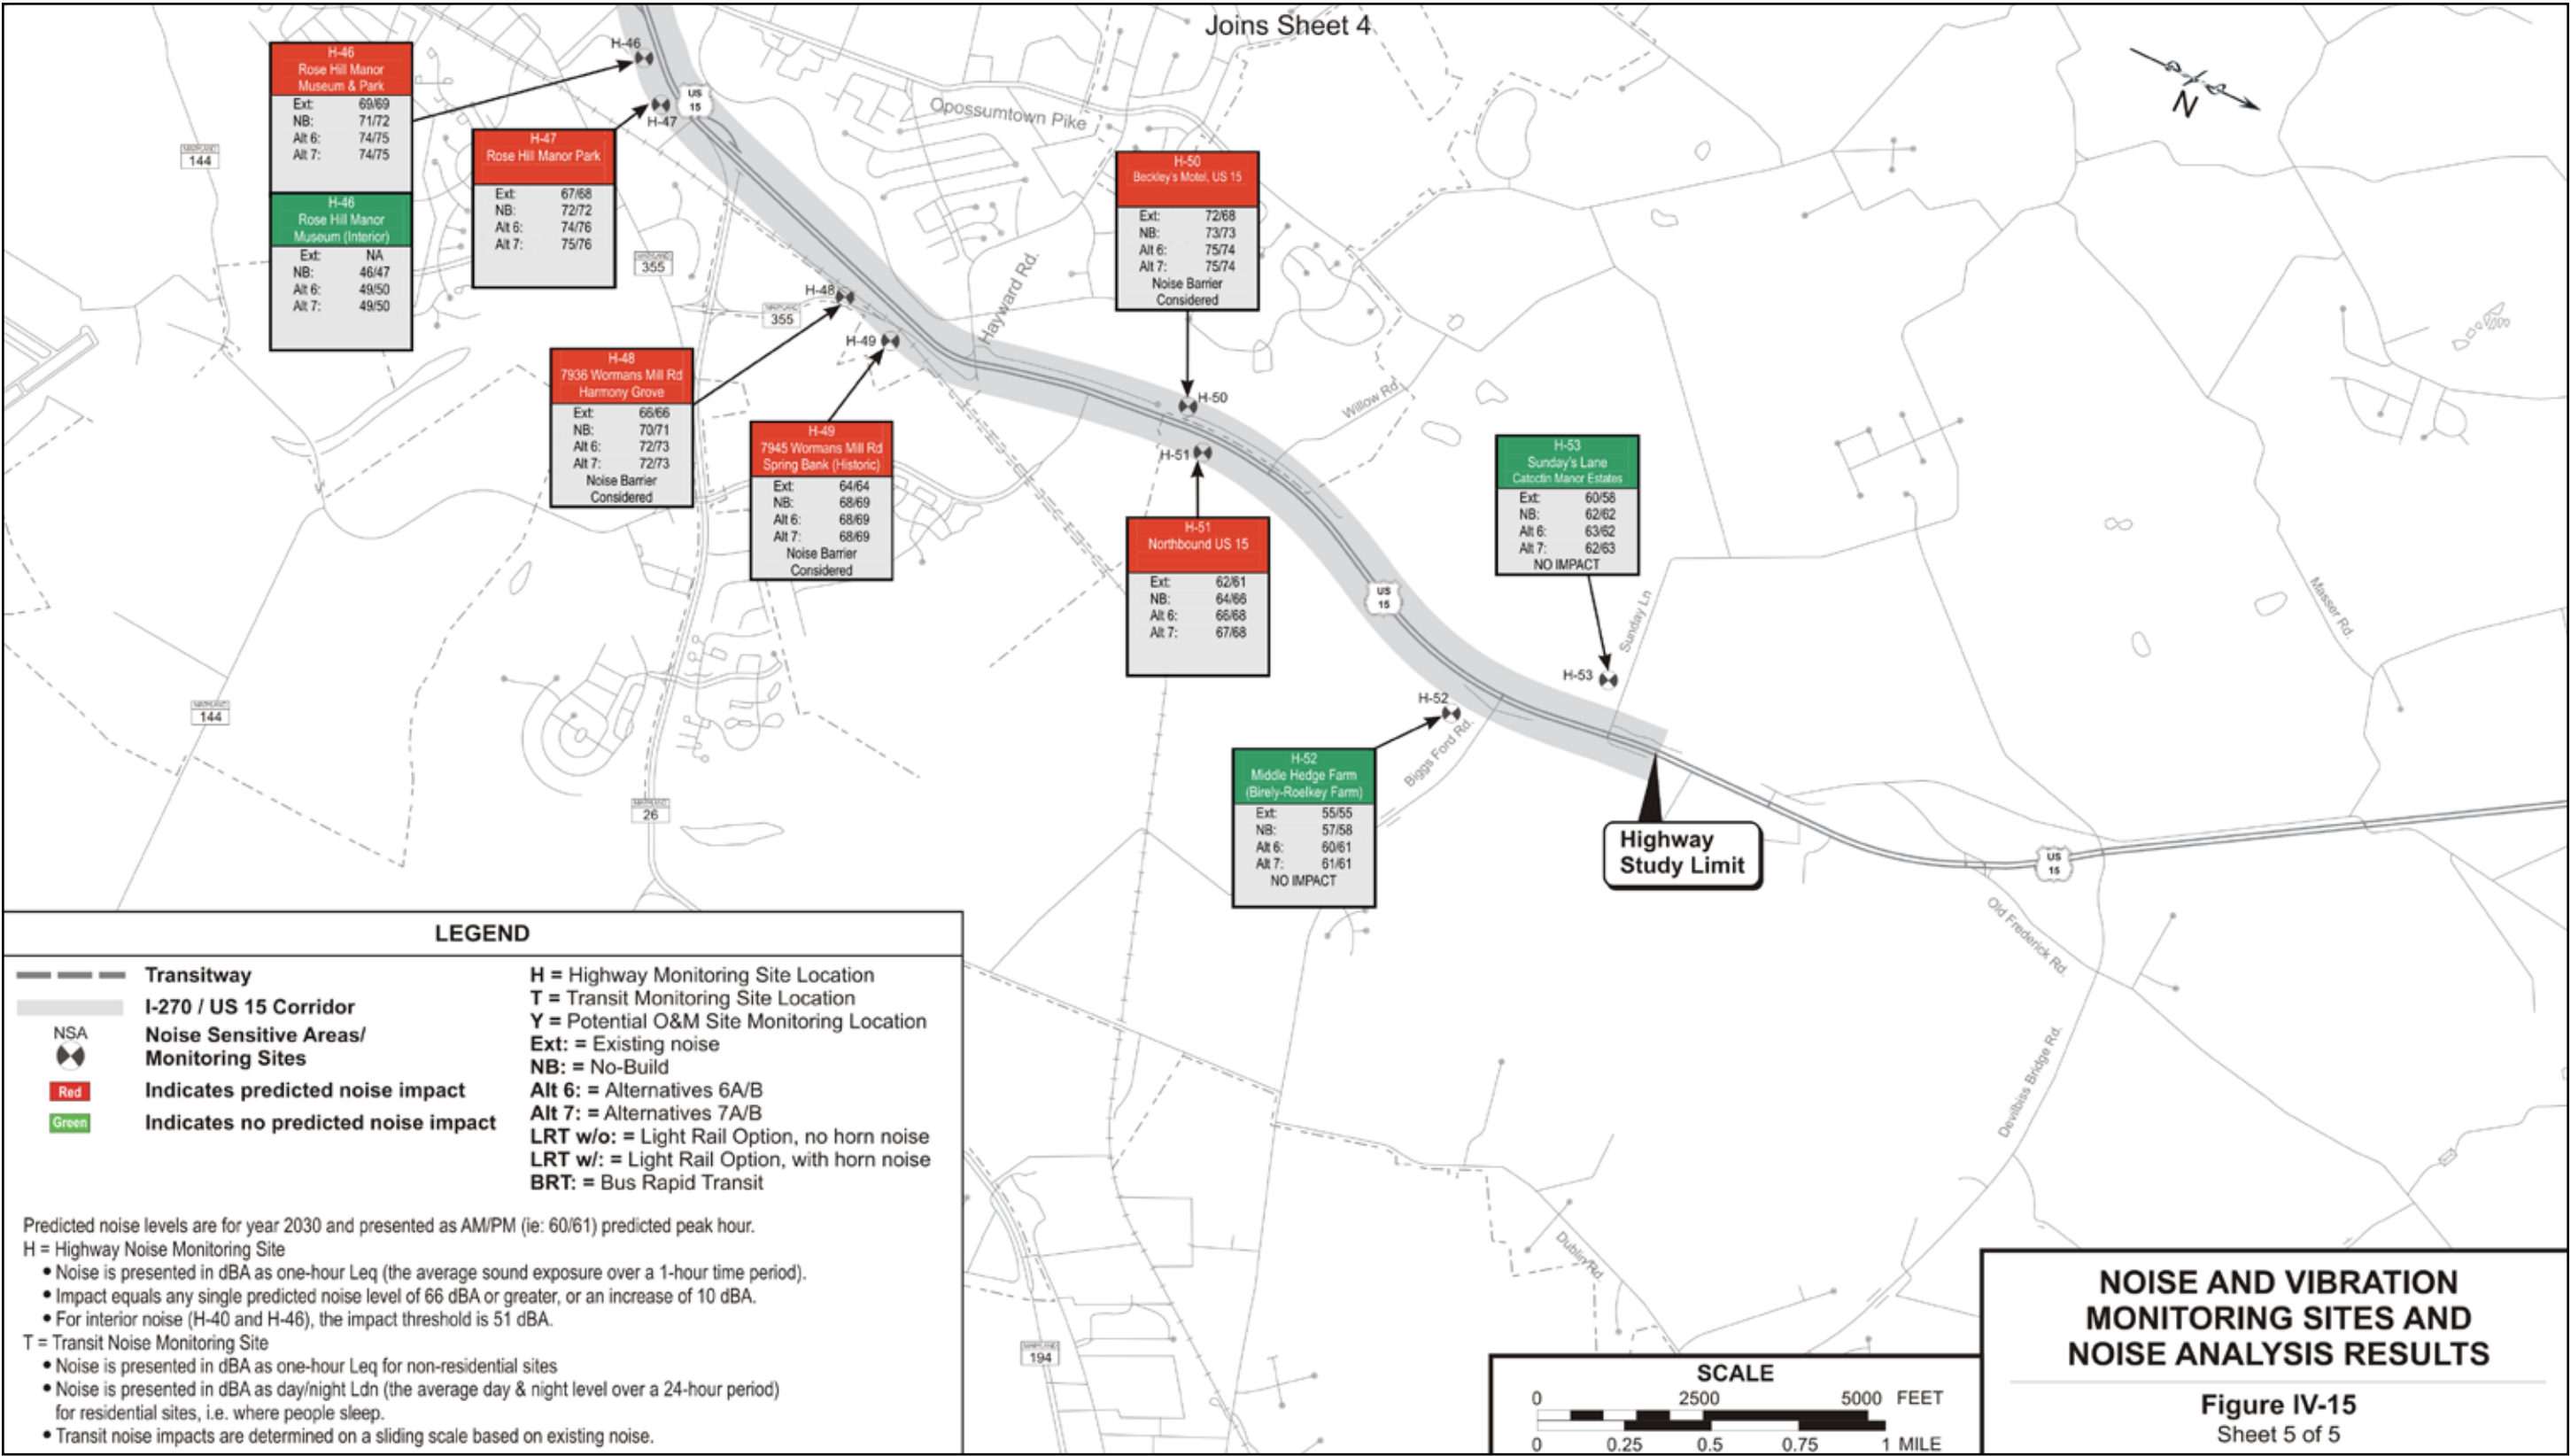 Joins Sheet 4
H-46
Rose Hill Manor
Museum & Park
Ext: 69/69
NB: 71/72
Alt 6: 74/75
Alt 7: 74/75
H-46
Rose Hill Manor
Museum (Interior)
Ext: NA
NB: 46/47
Alt 6: 49/50
Alt 7: 49/50
H-46
H-47
US
15
H-47
Rose Hill Manor Park
Ext: 67/68
NB: 72/72
Alt 6: 74/76
Alt 7: 75/76
Opossumtown Pike
N
MARYLAND
144
MARYLAND
355
MARYLAND
355
Hayward Rd.
H-50
Beckley's Motel, US 15
Ext: 72/68
NB: 73/73
Alt 6: 75/74
Alt 7: 75/74
Noise Barrier
Considered
H-48
H-49
H-48
7936 Wormans Mill Rd
Harmony Grove
Ext: 66/66
NB: 70/71
Alt 6: 72/73
Alt 7: 72/73
Noise Barrier
Considered
H-49
7945 Wormans Mill Rd
Spring Bank (Historic)
Ext: 64/64
NB: 68/69
Alt 6: 68/69
Alt 7: 68/69
Noise Barrier
Considered
H-50
H-51
Willow Rd.
H-51
Northbound US 15
Ext: 62/61
NB: 64/66
Alt 6: 66/68
Alt 7: 67/68
H-53
Sunday's Lane
Catoctin Manor Estates
Ext: 60/58
NB: 62/62
Alt 6: 63/62
Alt 7: 62/63
NO IMPACT
US
15
Sunday Ln
Masser Rd.
H-53
H-52
Biggs Ford Rd.
H-52
Middle Hedge Farm
(Birely-Roelkey Farm)
Ext: 55/55
NB: 57/58
Alt 6: 60/61
Alt 7: 61/61
NO IMPACT
MARYLAND
144
MARYLAND
26
Highway
Study Limit
US
15
Old Frederick Rd.
Devilbiss Bridge Rd.
Dublin Rd.
MARYLAND
194
LEGEND
Transitway
I-270 / US 15 Corridor
NSA
Noise Sensitive Areas/
Monitoring Sites
Red Indicates predicted noise impact
Green Indicates no predicted noise impact
H = Highway Monitoring Site Location
T = Transit Monitoring Site Location
Y = Potential O&M Site Monitoring Location
Ext: = Existing noise
NB: = No-Build
Alt 6: = Alternatives 6A/B
Alt 7: = Alternatives 7A/B
LRT w/o: = Light Rail Option, no horn noise
LRT w/: = Light Rail Option, with horn noise
BRT: = Bus Rapid Transit
Predicted noise levels are for year 2030 and presented as AM/PM (ie: 60/61) predicted peak hour.
H = Highway Noise Monitoring Site
• Noise is presented in dBA as one-hour Leq (the average sound exposure over a 1-hour time period).
• Impact equals any single predicted noise level of 66 dBA or greater, or an increase of 10 dBA.
• For interior noise (H-40 and H-46), the impact threshold is 51 dBA.
T = Transit Noise Monitoring Site
• Noise is presented in dBA as one-hour Leq for non-residential sites
• Noise is presented in dBA as day/night Ldn (the average day & night level over a 24-hour period)
for residential sites, i.e. where people sleep.
• Transit noise impacts are determined on a sliding scale based on existing noise.
SCALE
0 2500 5000 FEET
0 0.25 0.5 0.75 1 MILE
NOISE AND VIBRATION
MONITORING SITES AND
NOISE ANALYSIS RESULTS
Figure IV-15
Sheet 5 of 5